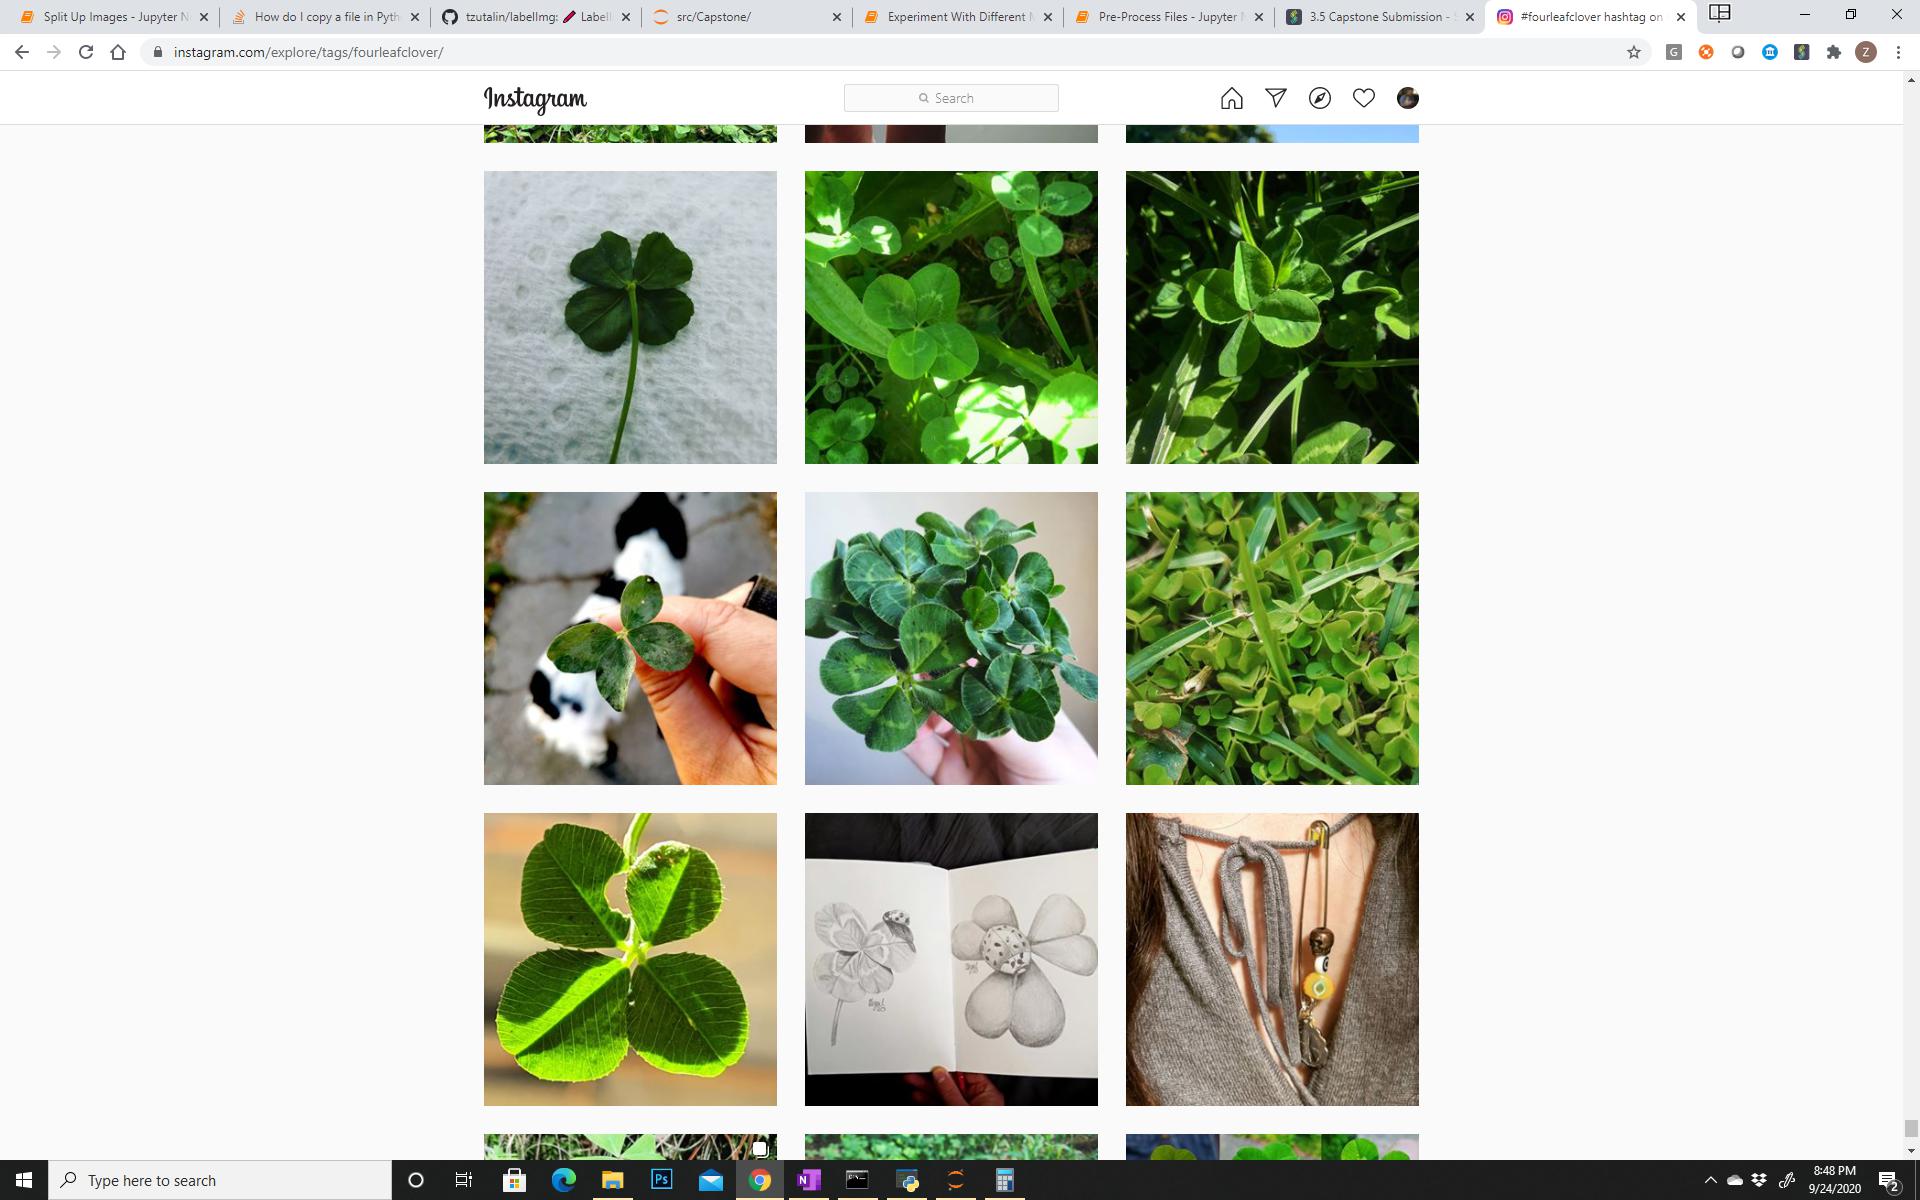 Split Up Images - Jupyter N
How do I copy a file in Pyth
tzutalin/labelImg: 🖍 Label
src/Capstone/
Experiment With Different M
Pre-Process Files - Jupyter N
3.5 Capstone Submission - S
#fourleafclover hashtag on
instagram.com/explore/tags/fourleafclover/
G
Z
Instagram
Search
Type here to search
Ps
N
8:48 PM
9/24/2020
2